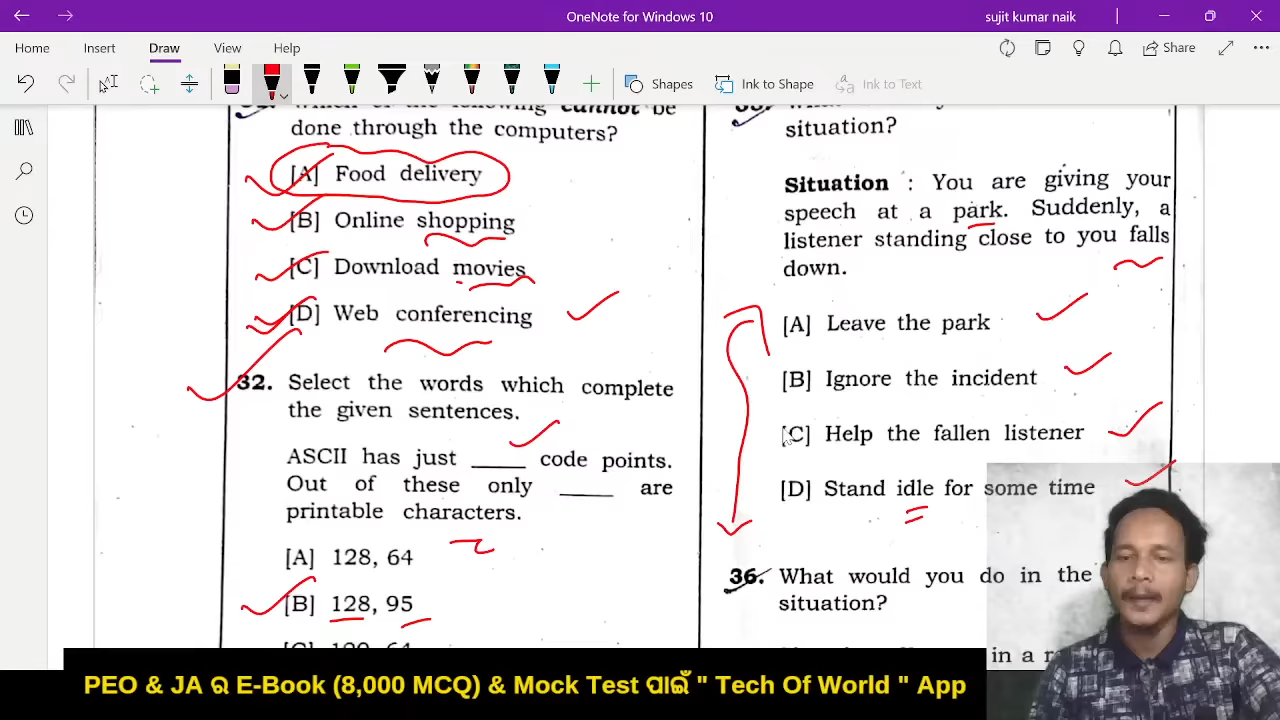 OneNote for Windows 10
sujit kumar naik
Home Insert Draw View Help
Share
Shapes
Ink to Shape
Ink to Text
cannot be
done through the computers?
[A] Food delivery
[B] Online shopping
[C] Download movies
[D] Web conferencing
32. Select the words which complete
the given sentences.
ASCII has just ____ code points.
Out of these only ____ are
printable characters.
[A] 128, 64
[B] 128, 95
situation?
Situation : You are giving your
speech at a park. Suddenly, a
listener standing close to you falls
down.
[A] Leave the park
[B] Ignore the incident
[C] Help the fallen listener
[D] Stand idle for some time
36. What would you do in the
situation?
in a
PEO & JA ର E-Book (8,000 MCQ) & Mock Test ପାଇଁ " Tech Of World " App